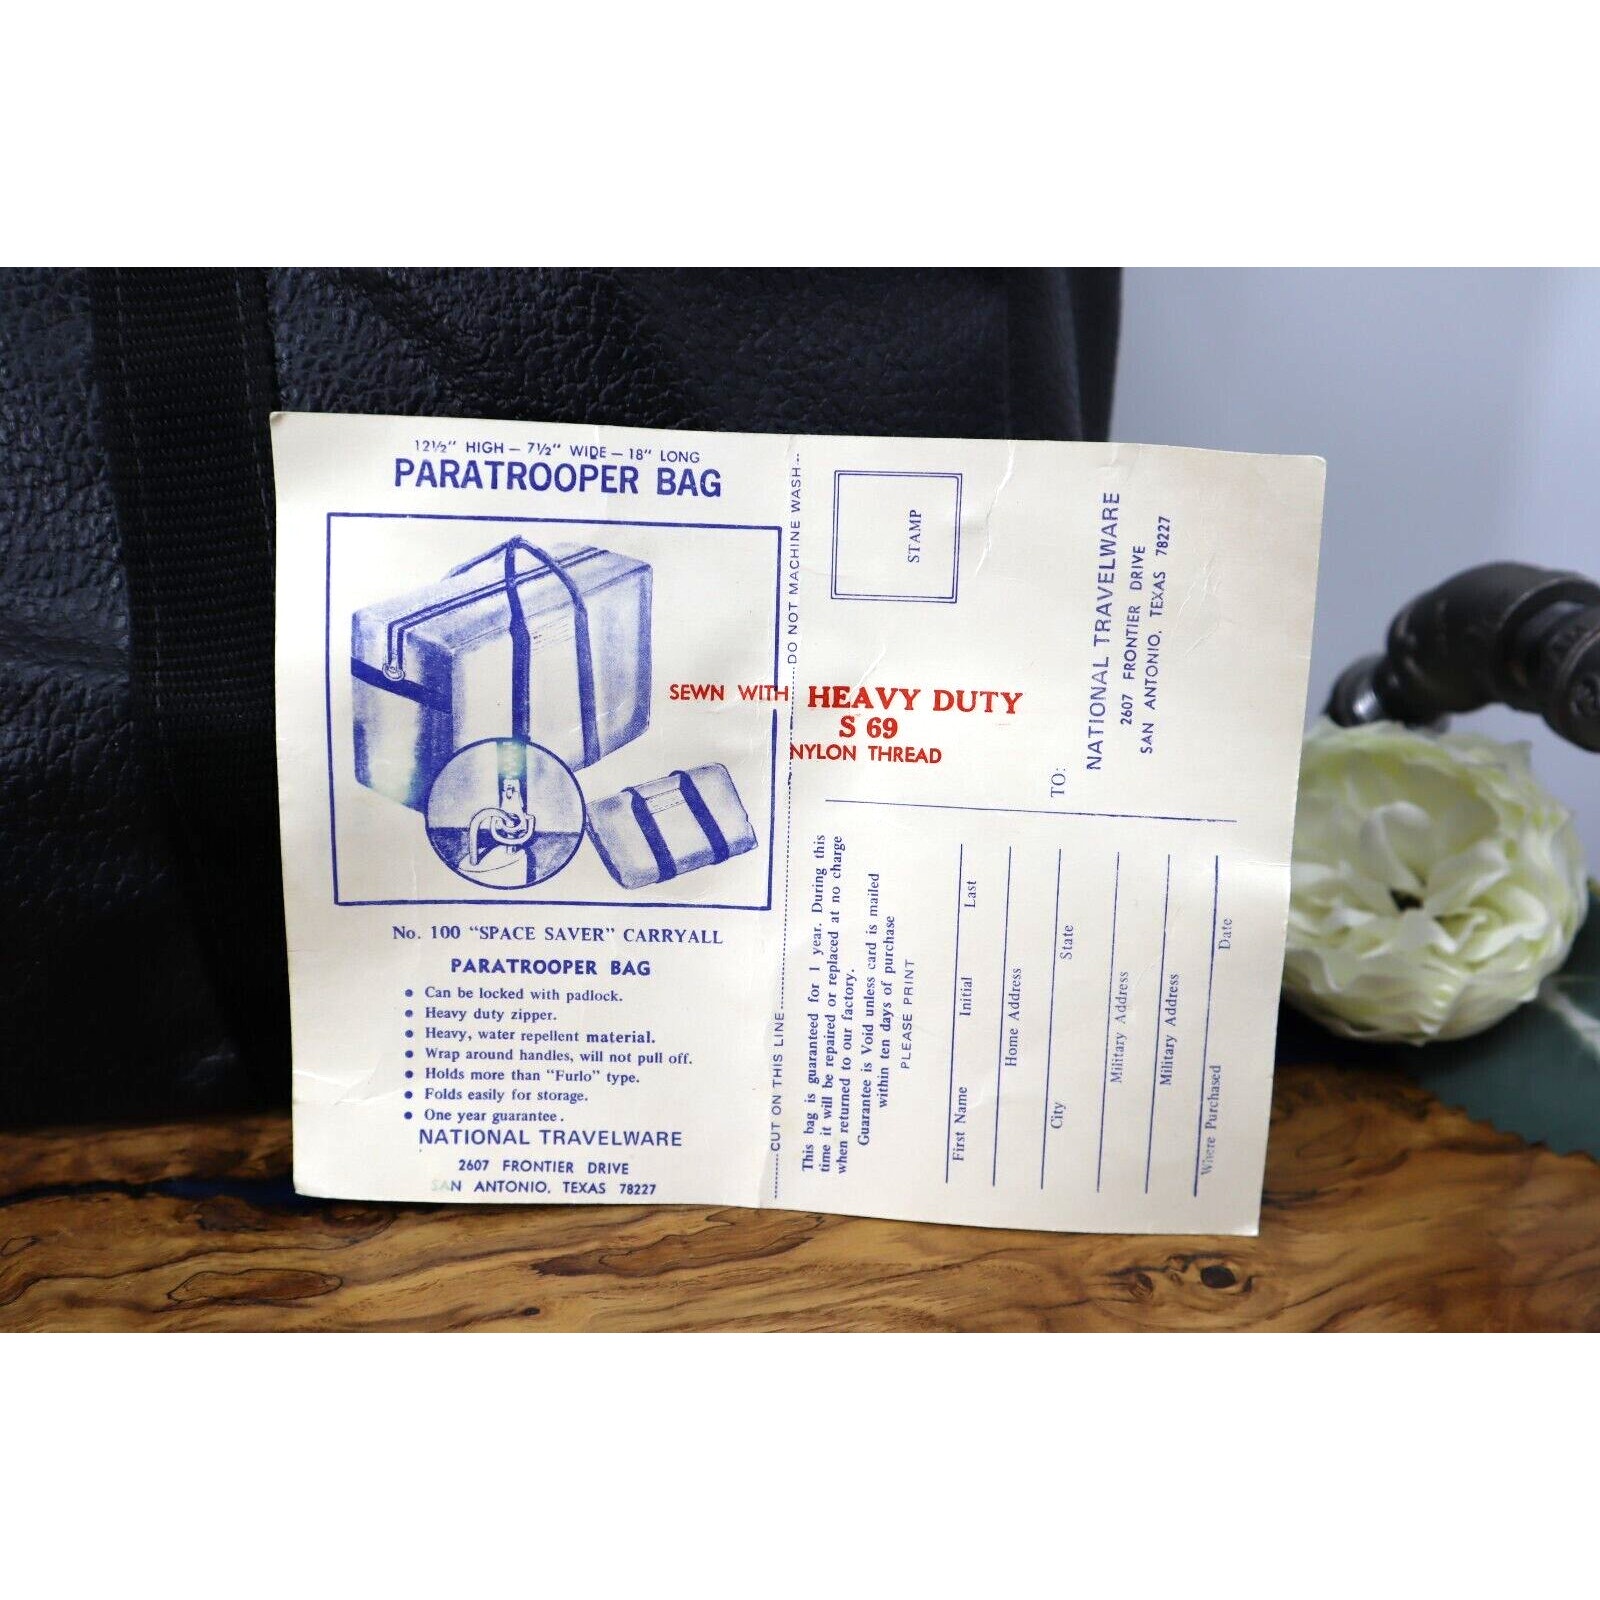 12½" HIGH – 7½" WIDE – 18" LONG
PARATROOPER BAG
No. 100 "SPACE SAVER" CARRYALL
PARATROOPER BAG
• Can be locked with padlock.
• Heavy duty zipper.
• Heavy, water repellent material.
• Wrap around handles, will not pull off.
• Holds more than "Furlo" type.
• Folds easily for storage.
• One year guarantee.
NATIONAL TRAVELWARE
2607 FRONTIER DRIVE
SAN ANTONIO, TEXAS 78227
CUT ON THIS LINE
DO NOT MACHINE WASH
SEWN WITH HEAVY DUTY
S 69
NYLON THREAD
STAMP
TO:
NATIONAL TRAVELWARE
2607 FRONTIER DRIVE
SAN ANTONIO, TEXAS 78227
This bag is guaranteed for 1 year. During this
time it will be repaired or replaced at no charge
when returned to our factory.
Guarantee is Void unless card is mailed
within ten days of purchase
PLEASE PRINT
First Name Initial Last
Home Address
City State
Military Address
Military Address
Where Purchased Date